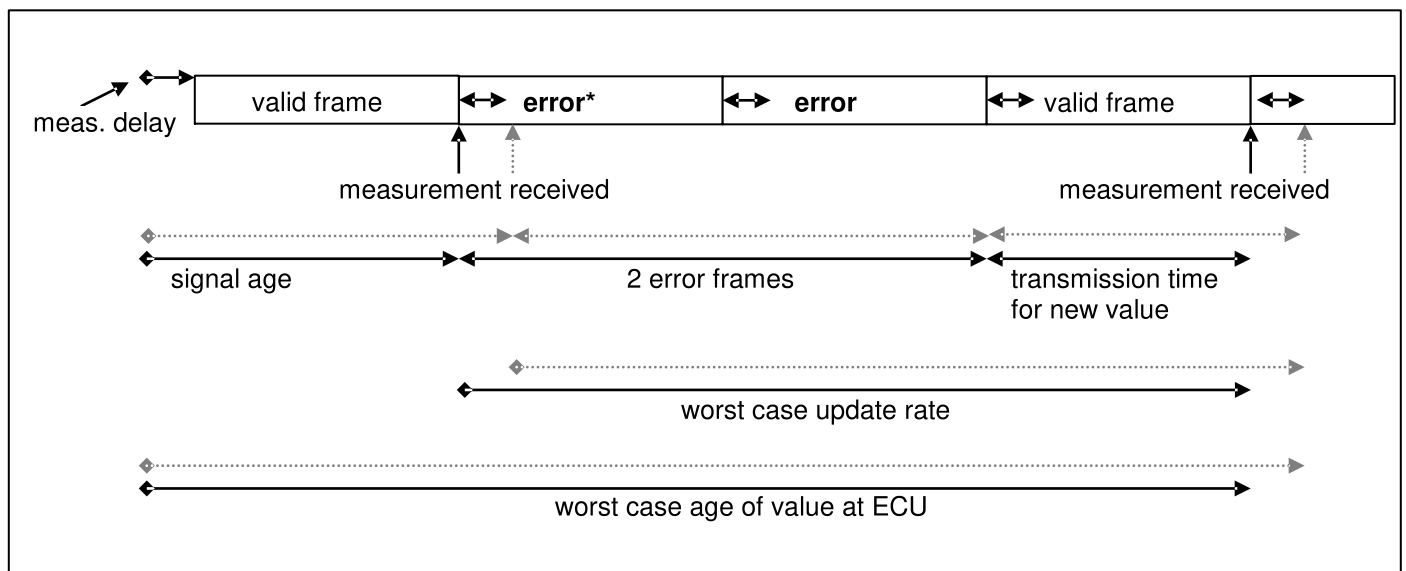 valid frame
error*
error
valid frame
meas. delay
measurement received
measurement received
signal age
2 error frames
transmission time
for new value
worst case update rate
worst case age of value at ECU